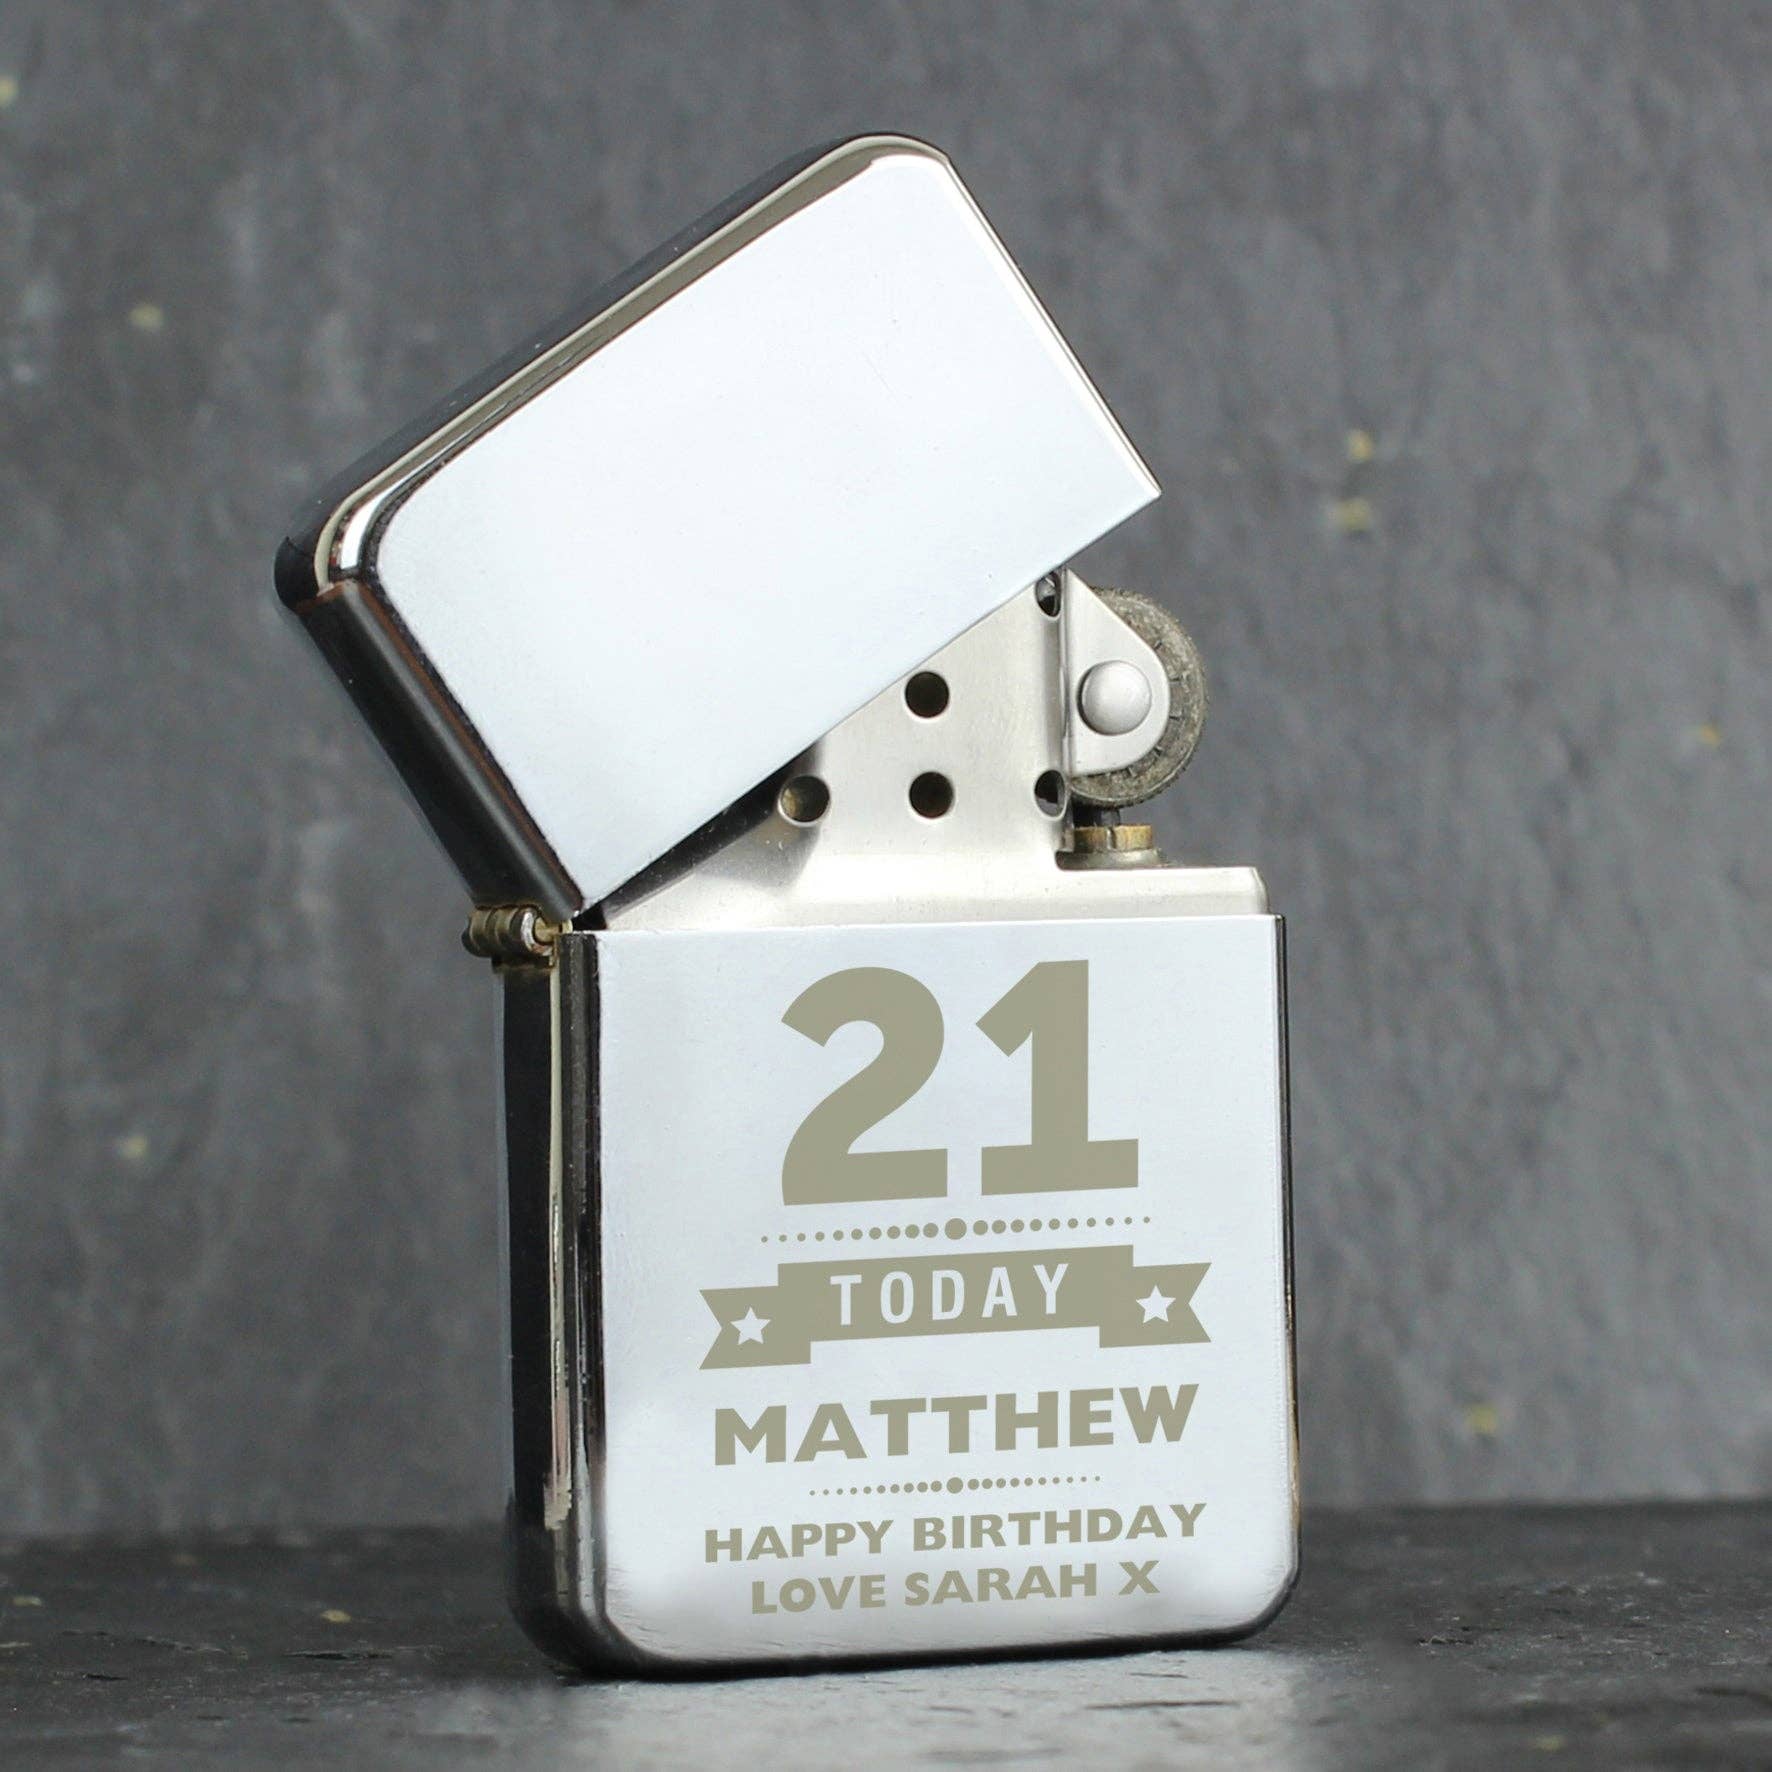 21
TODAY
MATTHEW
HAPPY BIRTHDAY
LOVE SARAH X